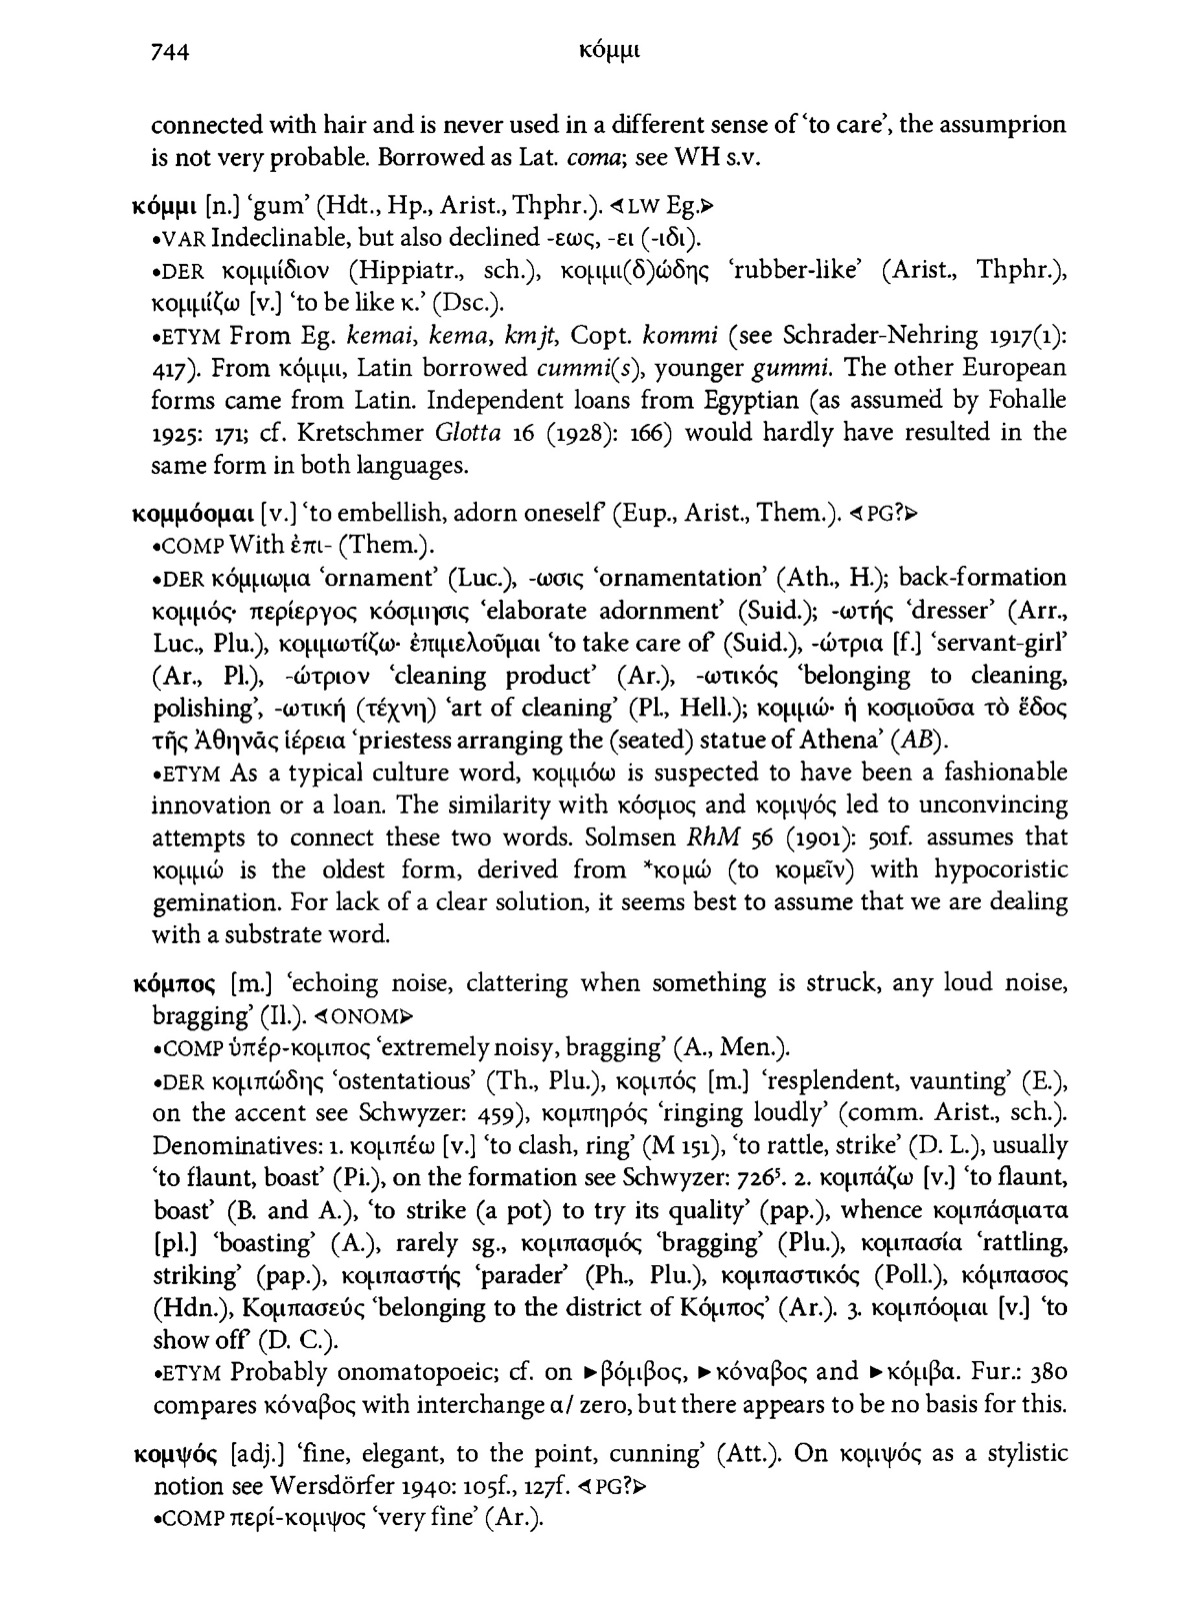 744
κόμμι
connected with hair and is never used in a different sense of ‘to care’, the assumprion
is not very probable. Borrowed as Lat. coma; see WH s.v.
κόμμι [n.] ‘gum’ (Hdt., Hp., Arist., Thphr.). ⊲LW Eg.⊳
•VAR Indeclinable, but also declined -εως, -ει (-ιδι).
•DER κομμίδιον (Hippiatr., sch.), κομμι(δ)ώδης ‘rubber-like’ (Arist., Thphr.),
κομμίζω [v.] ‘to be like κ.’ (Dsc.).
•ETYM From Eg. kemai, kema, kmjt, Copt. kommi (see Schrader-Nehring 1917(1):
417). From κόμμι, Latin borrowed cummi(s), younger gummi. The other European
forms came from Latin. Independent loans from Egyptian (as assumed by Fohalle
1925: 171; cf. Kretschmer Glotta 16 (1928): 166) would hardly have resulted in the
same form in both languages.
κομμόομαι [v.] ‘to embellish, adorn oneself’ (Eup., Arist., Them.). ⊲PG?⊳
•COMP With ἐπι- (Them.).
•DER κόμμωμα ‘ornament’ (Luc.), -ωσις ‘ornamentation’ (Ath., H.); back-formation
κομμός· περίεργος κόσμησις ‘elaborate adornment’ (Suid.); -ωτής ‘dresser’ (Arr.,
Luc., Plu.), κομμωτίζω· ἐπιμελοῦμαι ‘to take care of’ (Suid.), -ώτρια [f.] ‘servant-girl’
(Ar., Pl.), -ώτριον ‘cleaning product’ (Ar.), -ωτικός ‘belonging to cleaning,
polishing’, -ωτική (τέχνη) ‘art of cleaning’ (Pl., Hell.); κομμώ· ἡ κοσμοῦσα τὸ ἕδος
τῆς Ἀθηνᾶς ἱέρεια ‘priestess arranging the (seated) statue of Athena’ (AB).
•ETYM As a typical culture word, κομμόω is suspected to have been a fashionable
innovation or a loan. The similarity with κόσμος and κομψός led to unconvincing
attempts to connect these two words. Solmsen RhM 56 (1901): 501f. assumes that
κομμώ is the oldest form, derived from *κομώ (to κομεῖν) with hypocoristic
gemination. For lack of a clear solution, it seems best to assume that we are dealing
with a substrate word.
κόμπος [m.] ‘echoing noise, clattering when something is struck, any loud noise,
bragging’ (Il.). ⊲ONOM⊳
•COMP ὑπέρ-κομπος ‘extremely noisy, bragging’ (A., Men.).
•DER κομπώδης ‘ostentatious’ (Th., Plu.), κομπός [m.] ‘resplendent, vaunting’ (E.),
on the accent see Schwyzer: 459), κομπηρός ‘ringing loudly’ (comm. Arist., sch.).
Denominatives: 1. κομπέω [v.] ‘to clash, ring’ (M 151), ‘to rattle, strike’ (D. L.), usually
‘to flaunt, boast’ (Pi.), on the formation see Schwyzer: 726⁵. 2. κομπάζω [v.] ‘to flaunt,
boast’ (B. and A.), ‘to strike (a pot) to try its quality’ (pap.), whence κομπάσματα
[pl.] ‘boasting’ (A.), rarely sg., κομπασμός ‘bragging’ (Plu.), κομπασία ‘rattling,
striking’ (pap.), κομπαστής ‘parader’ (Ph., Plu.), κομπαστικός (Poll.), κόμπασος
(Hdn.), Κομπασεύς ‘belonging to the district of Κόμπος’ (Ar.). 3. κομπόομαι [v.] ‘to
show off’ (D. C.).
•ETYM Probably onomatopoeic; cf. on ►βόμβος, ►κόναβος and ►κόμβα. Fur.: 380
compares κόναβος with interchange α/ zero, but there appears to be no basis for this.
κομψός [adj.] ‘fine, elegant, to the point, cunning’ (Att.). On κομψός as a stylistic
notion see Wersdörfer 1940: 105f., 127f. ⊲PG?⊳
•COMP περί-κομψος ‘very fine’ (Ar.).